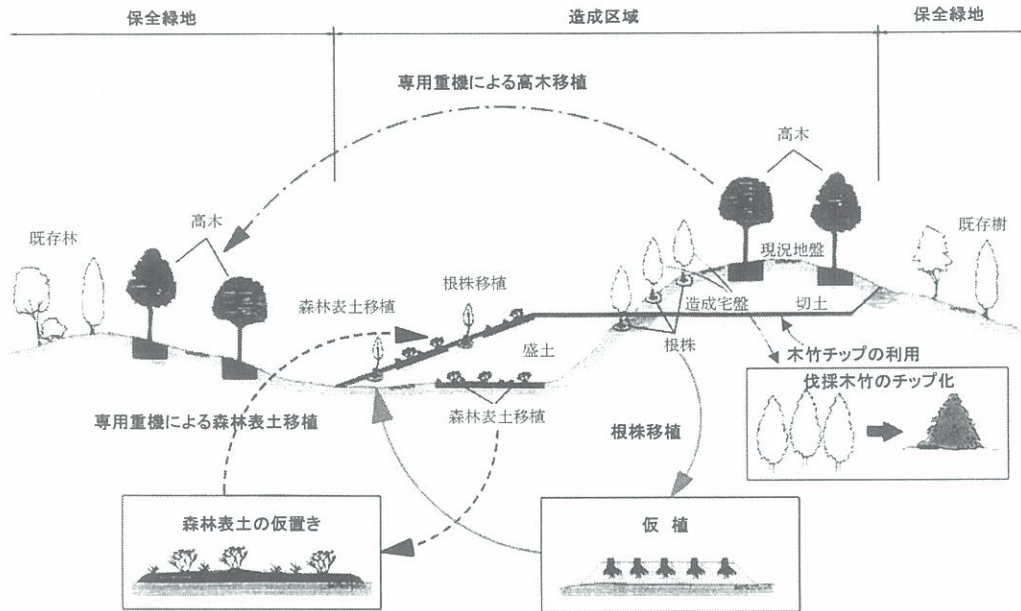 保全緑地
造成区域
保全緑地
専用重機による高木移植
高木
高木
既存林
既存樹
現況地盤
根株移植
森林表土移植
造成宅盤
切土
盛土
根株
木竹チップの利用
伐採木竹のチップ化
専用重機による森林表土移植
森林表土移植
根株移植
森林表土の仮置き
仮 植